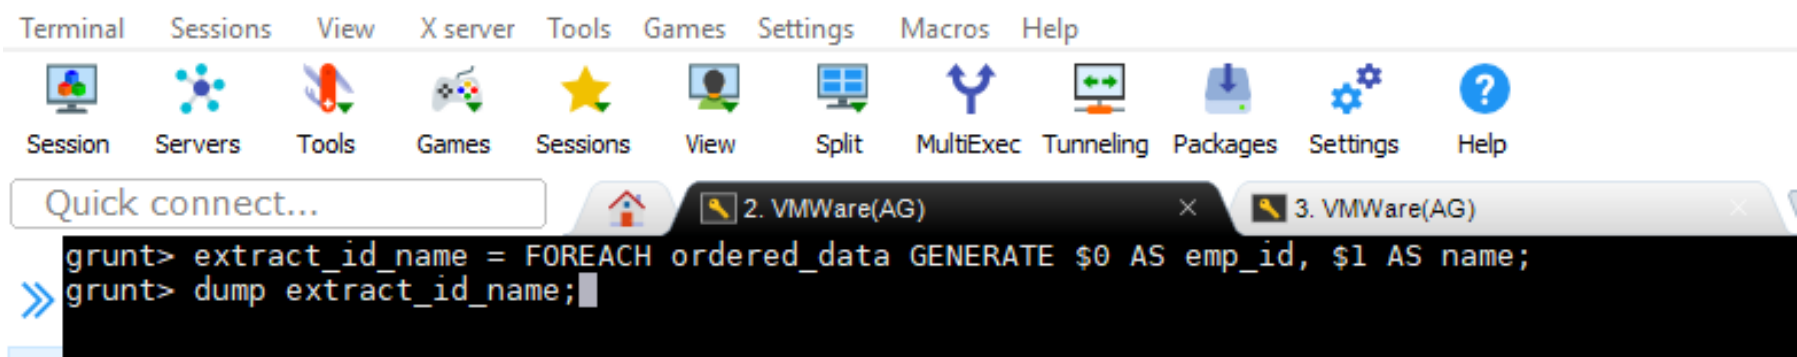 Terminal Sessions View X server Tools Games Settings Macros Help
Session Servers Tools Games Sessions View Split MultiExec Tunneling Packages Settings Help
Quick connect... 2. VMWare(AG) 3. VMWare(AG)
grunt> extract_id_name = FOREACH ordered_data GENERATE $0 AS emp_id, $1 AS name;
grunt> dump extract_id_name;